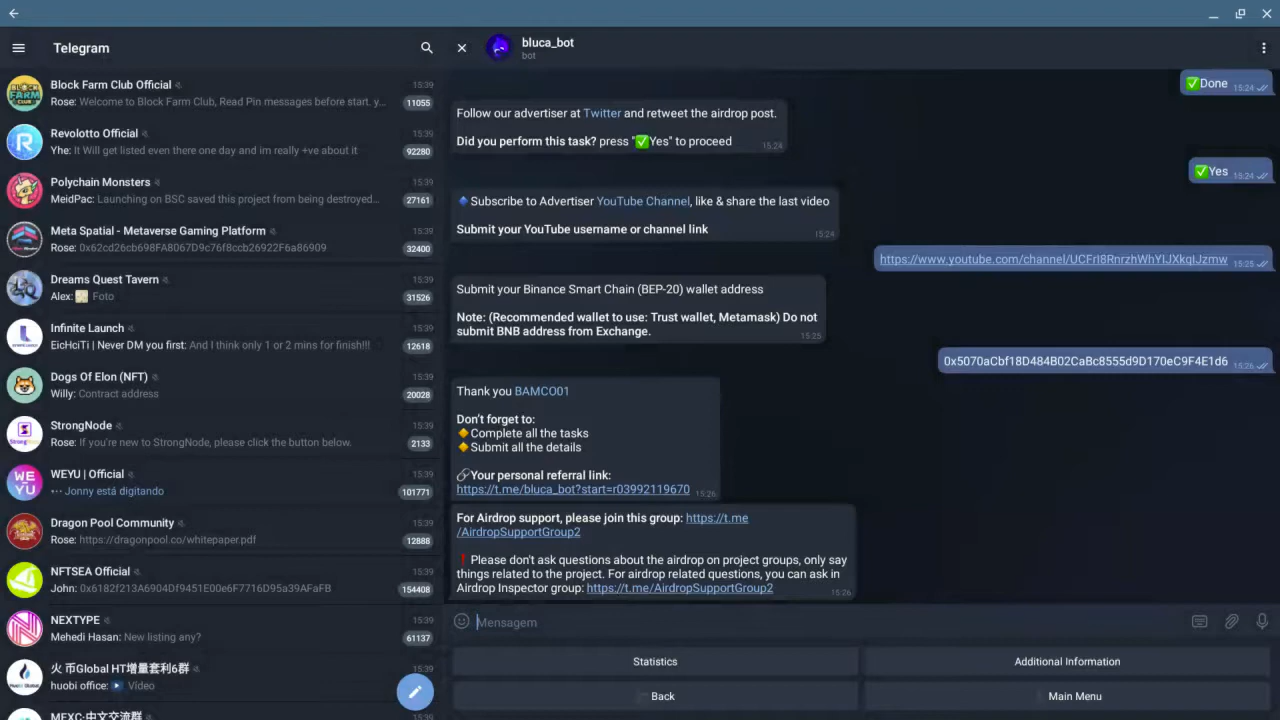 Telegram
Block Farm Club Official
15:39
Rose: Welcome to Block Farm Club, Read Pin messages before start. y...
11055
Revolotto Official
15:39
Yhe: It Will get listed even there one day and im really +ve about it
92280
Polychain Monsters
15:39
MeidPac: Launching on BSC saved this project from being destroyed...
27161
Meta Spatial - Metaverse Gaming Platform
15:39
Rose: 0x62cd26cb698FA8067D9c76f8ccb26922F6a86909
32400
Dreams Quest Tavern
15:39
Alex: Foto
31526
Infinite Launch
15:39
EicHciTi | Never DM you first: And I think only 1 or 2 mins for finish!!!
12618
Dogs Of Elon (NFT)
15:39
Willy: Contract address
20028
StrongNode
15:39
Rose: If you're new to StrongNode, please click the button below.
2133
WEYU | Official
15:39
Jonny está digitando
101771
Dragon Pool Community
15:39
Rose: https://dragonpool.co/whitepaper.pdf
12888
NFTSEA Official
15:39
John: 0x6182f213A6904Df9451E00e6F7716D95a39AFaFB
154408
NEXTYPE
15:39
Mehedi Hasan: New listing any?
61137
火 币Global HT增量套利6群
15:39
huobi office: Vídeo
MEXC-中文交流群
15:39
bluca_bot
bot
✅Done 15:24
Follow our advertiser at Twitter and retweet the airdrop post.
Did you perform this task? press "✅Yes" to proceed 15:24
✅Yes 15:24
🔹Subscribe to Advertiser YouTube Channel, like & share the last video
Submit your YouTube username or channel link 15:24
https://www.youtube.com/channel/UCFrI8RnrzhWhYIJXkqIJzmw 15:25
Submit your Binance Smart Chain (BEP-20) wallet address
Note: (Recommended wallet to use: Trust wallet, Metamask) Do not
submit BNB address from Exchange. 15:25
0x5070aCbf18D484B02CaBc8555d9D170eC9F4E1d6 15:26
Thank you BAMCO01
Don't forget to:
🔸Complete all the tasks
🔸Submit all the details
🔗Your personal referral link:
https://t.me/bluca_bot?start=r03992119670 15:26
For Airdrop support, please join this group: https://t.me
/AirdropSupportGroup2
❗Please don't ask questions about the airdrop on project groups, only say
things related to the project. For airdrop related questions, you can ask in
Airdrop Inspector group: https://t.me/AirdropSupportGroup2 15:26
Mensagem
Statistics
Additional Information
Back
Main Menu